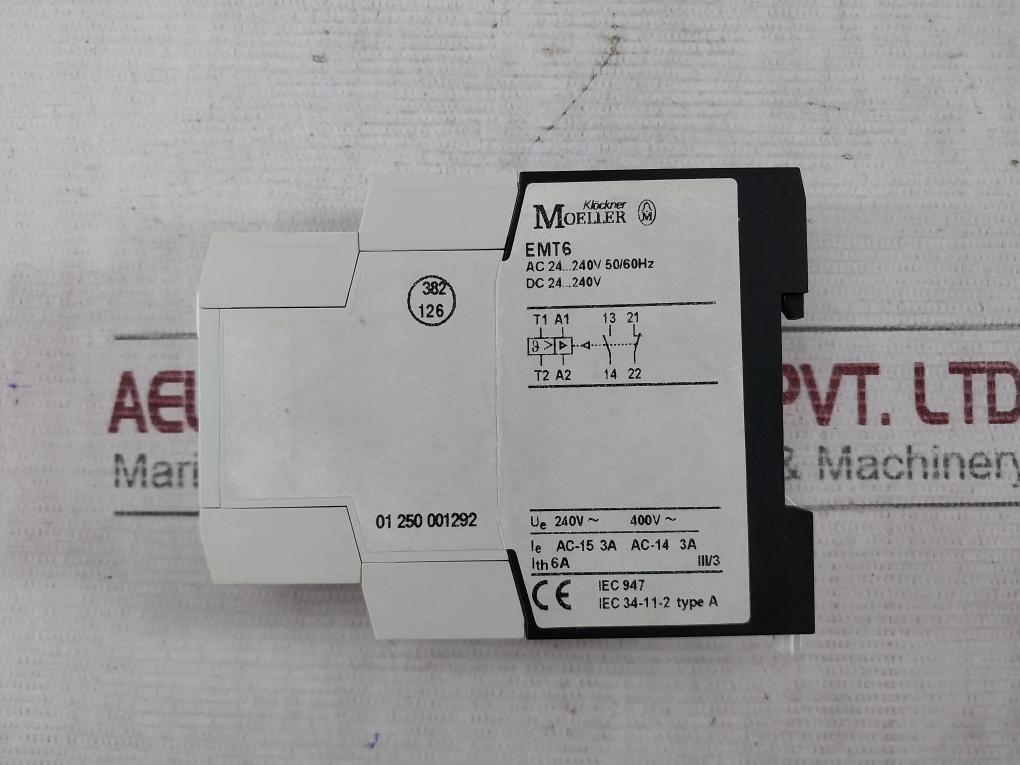 Klöckner
MOELLER M
EMT6
AC 24...240V 50/60Hz
DC 24...240V
382
126
T1 A1 13 21
ϑ >
T2 A2 14 22
01 250 001292
Ue 240V ~ 400V ~
Ie AC-15 3A AC-14 3A
Ith 6A III/3
CE IEC 947
IEC 34-11-2 type A
PVT. LTD
& Machinery